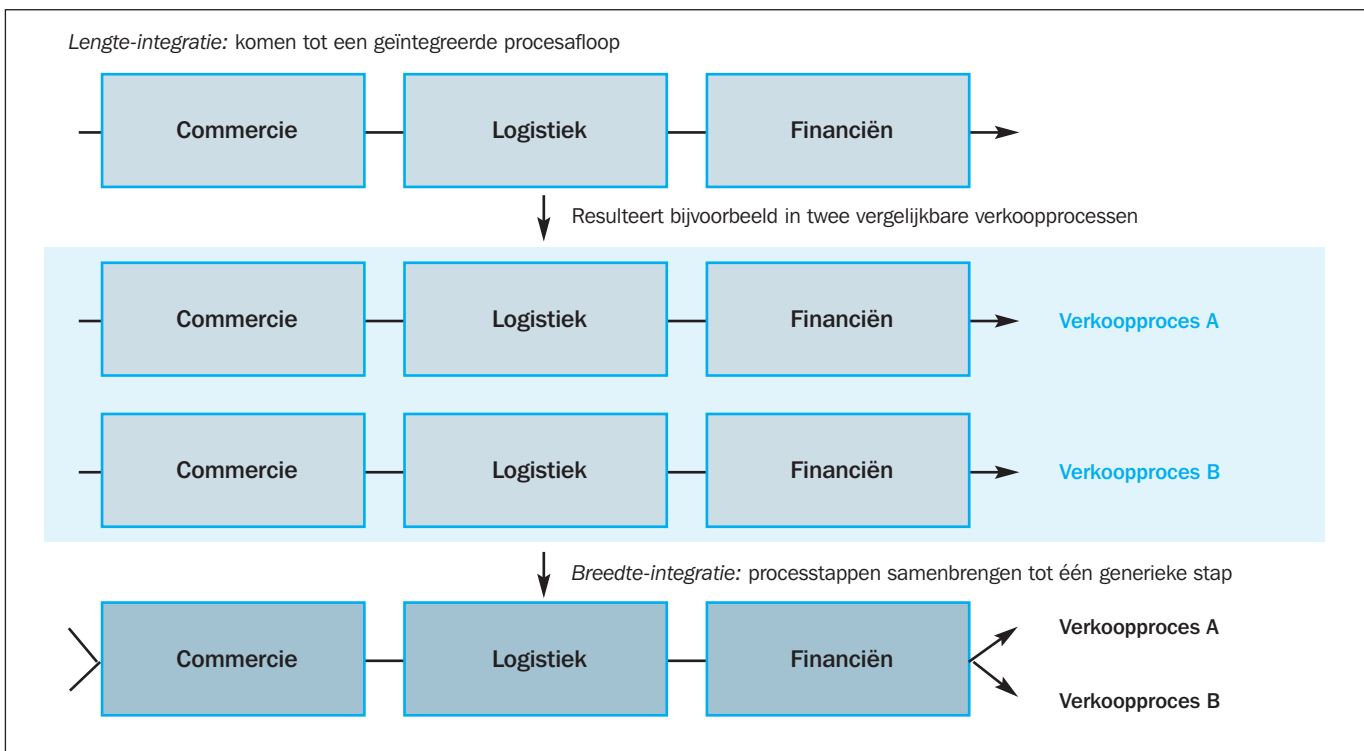 Lengte-integratie: komen tot een geïntegreerde procesafloop
Commercie Logistiek Financiën
Resulteert bijvoorbeeld in twee vergelijkbare verkoopprocessen
Commercie Logistiek Financiën Verkoopproces A
Commercie Logistiek Financiën Verkoopproces B
Breedte-integratie: processtappen samenbrengen tot één generieke stap
Verkoopproces A
Commercie Logistiek Financiën
Verkoopproces B